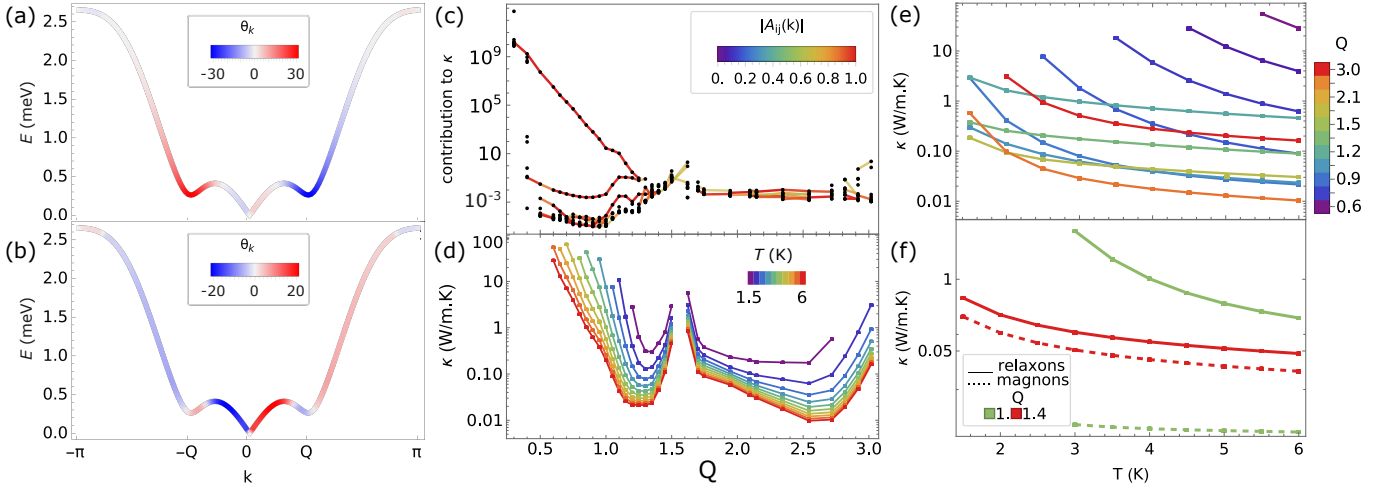 (a)
θk
-30 0 30
E (meV)
2.5
2.0
1.5
1.0
0.5
0.0
(b)
θk
-20 0 20
E (meV)
2.5
2.0
1.5
1.0
0.5
0.0
−π −Q 0 Q π
k
(c)
|Aij(k)|
0. 0.2 0.4 0.6 0.8 1.0
contribution to κ
10^9
10^5
10
10^-3
(d)
T (K)
1.5 6
κ (W/m.K)
100
10
1
0.10
0.01
0.5 1.0 1.5 2.0 2.5 3.0
Q
(e)
κ (W/m.K)
10
1
0.10
0.01
Q
3.0
2.1
1.5
1.2
0.9
0.6
(f)
κ (W/m.K)
1
0.05
relaxons
magnons
Q
1. 1.4
2 3 4 5 6
T (K)